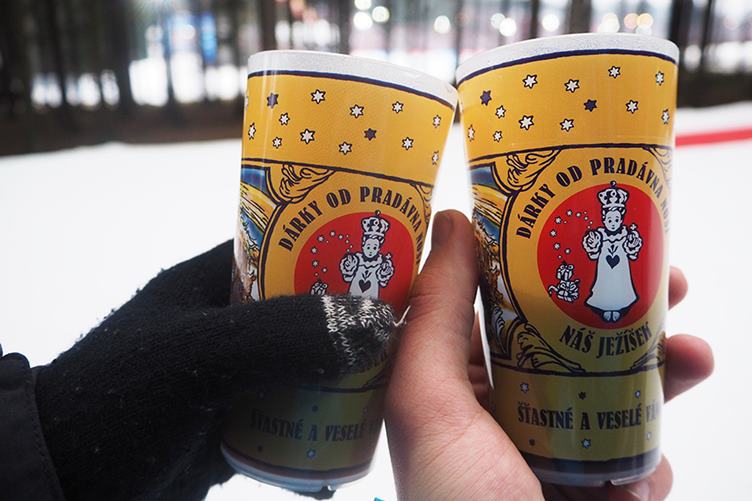 DÁRKY OD PRADÁVNA
ŠŤASTNÉ A VESELÉ
DÁRKY OD PRADÁVNA
NÁŠ JEŽÍŠEK
ŠŤASTNÉ A VESELÉ